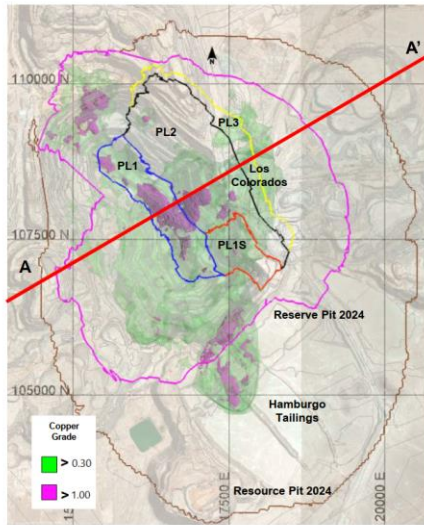 A'
N
110000 N
PL3
PL2
PL1
Los
Colorados
107500 N
PL1S
A
Reserve Pit 2024
105000 N
Hamburgo
Tailings
Copper
Grade
> 0.30
> 1.00
17500 E
20000 E
Resource Pit 2024